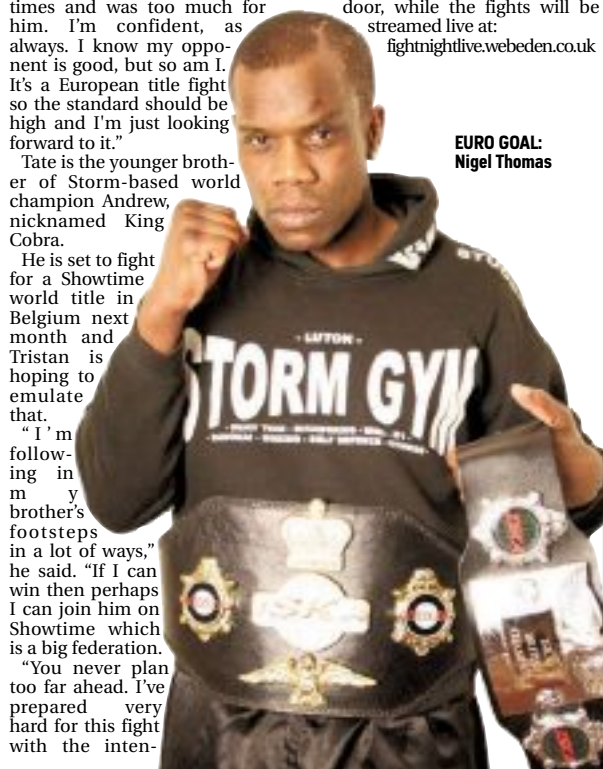 times and was too much for
him. I’m confident, as
always. I know my oppo-
nent is good, but so am I.
It’s a European title fight
so the standard should be
high and I'm just looking
forward to it.”
Tate is the younger broth-
er of Storm-based world
champion Andrew,
nicknamed King
Cobra.
He is set to fight
for a Showtime
world title in
Belgium next
month and
Tristan is
hoping to
emulate
that.
“I’m
follow-
ing in
my
brother’s
footsteps
in a lot of ways,”
he said. “If I can
win then perhaps
I can join him on
Showtime which
is a big federation.
“You never plan
too far ahead. I’ve
prepared very
hard for this fight
with the inten-
door, while the fights will be
streamed live at:
fightnightlive.webeden.co.uk
EURO GOAL:
Nigel Thomas
- LUTON -
STORM GYM